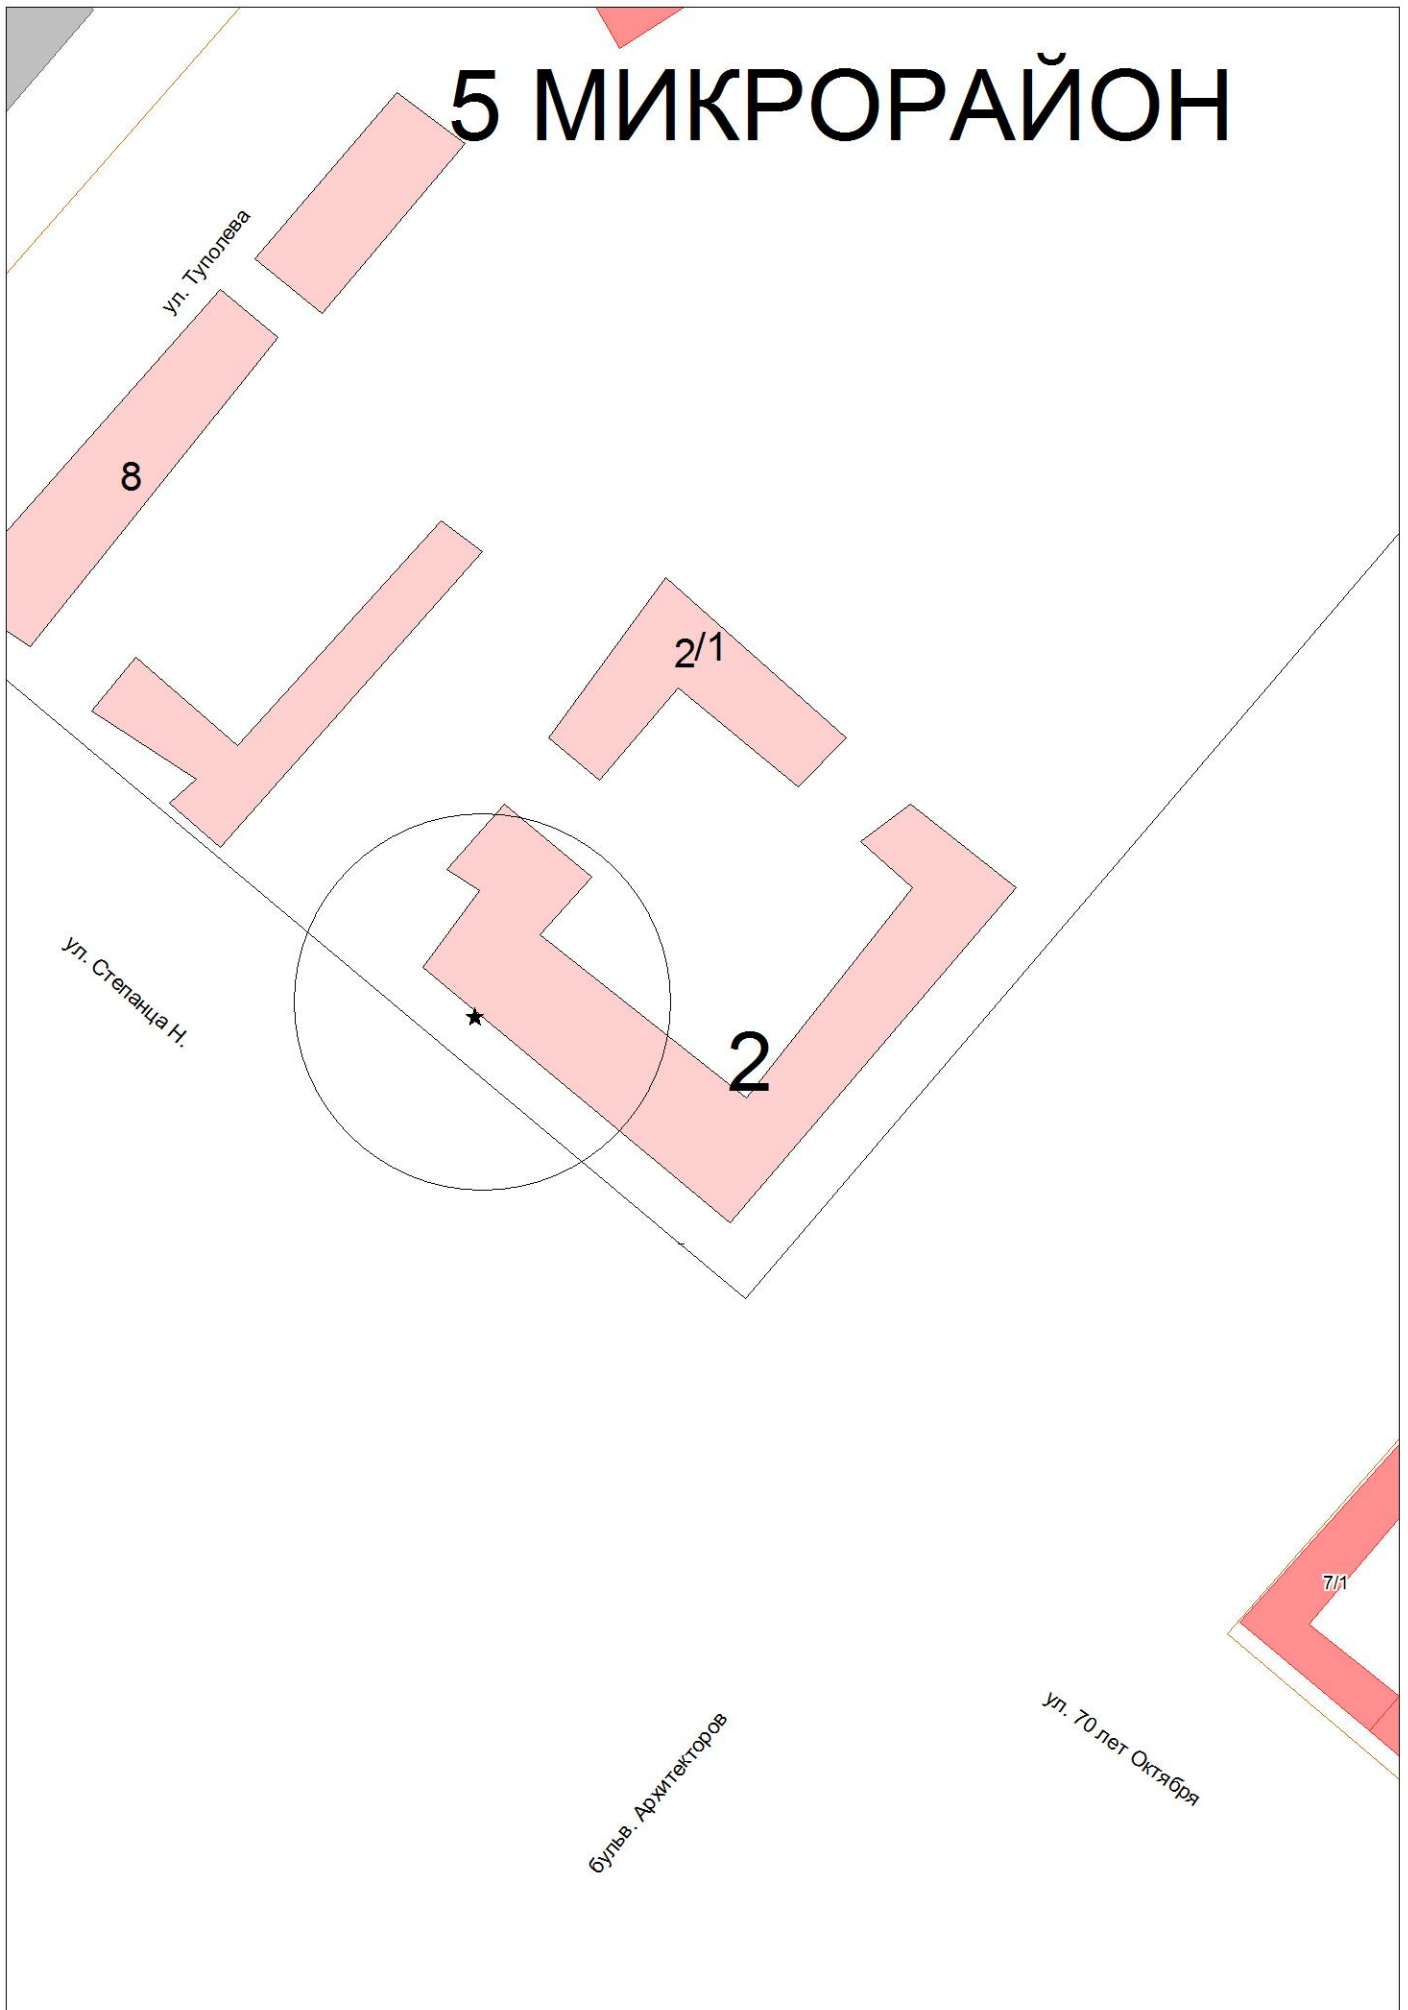 5 МИКРОРАЙОН
ул. Туполева
8
2/1
ул. Степанца Н.
2
7/1
ул. 70 лет Октября
бульв. Архитекторов